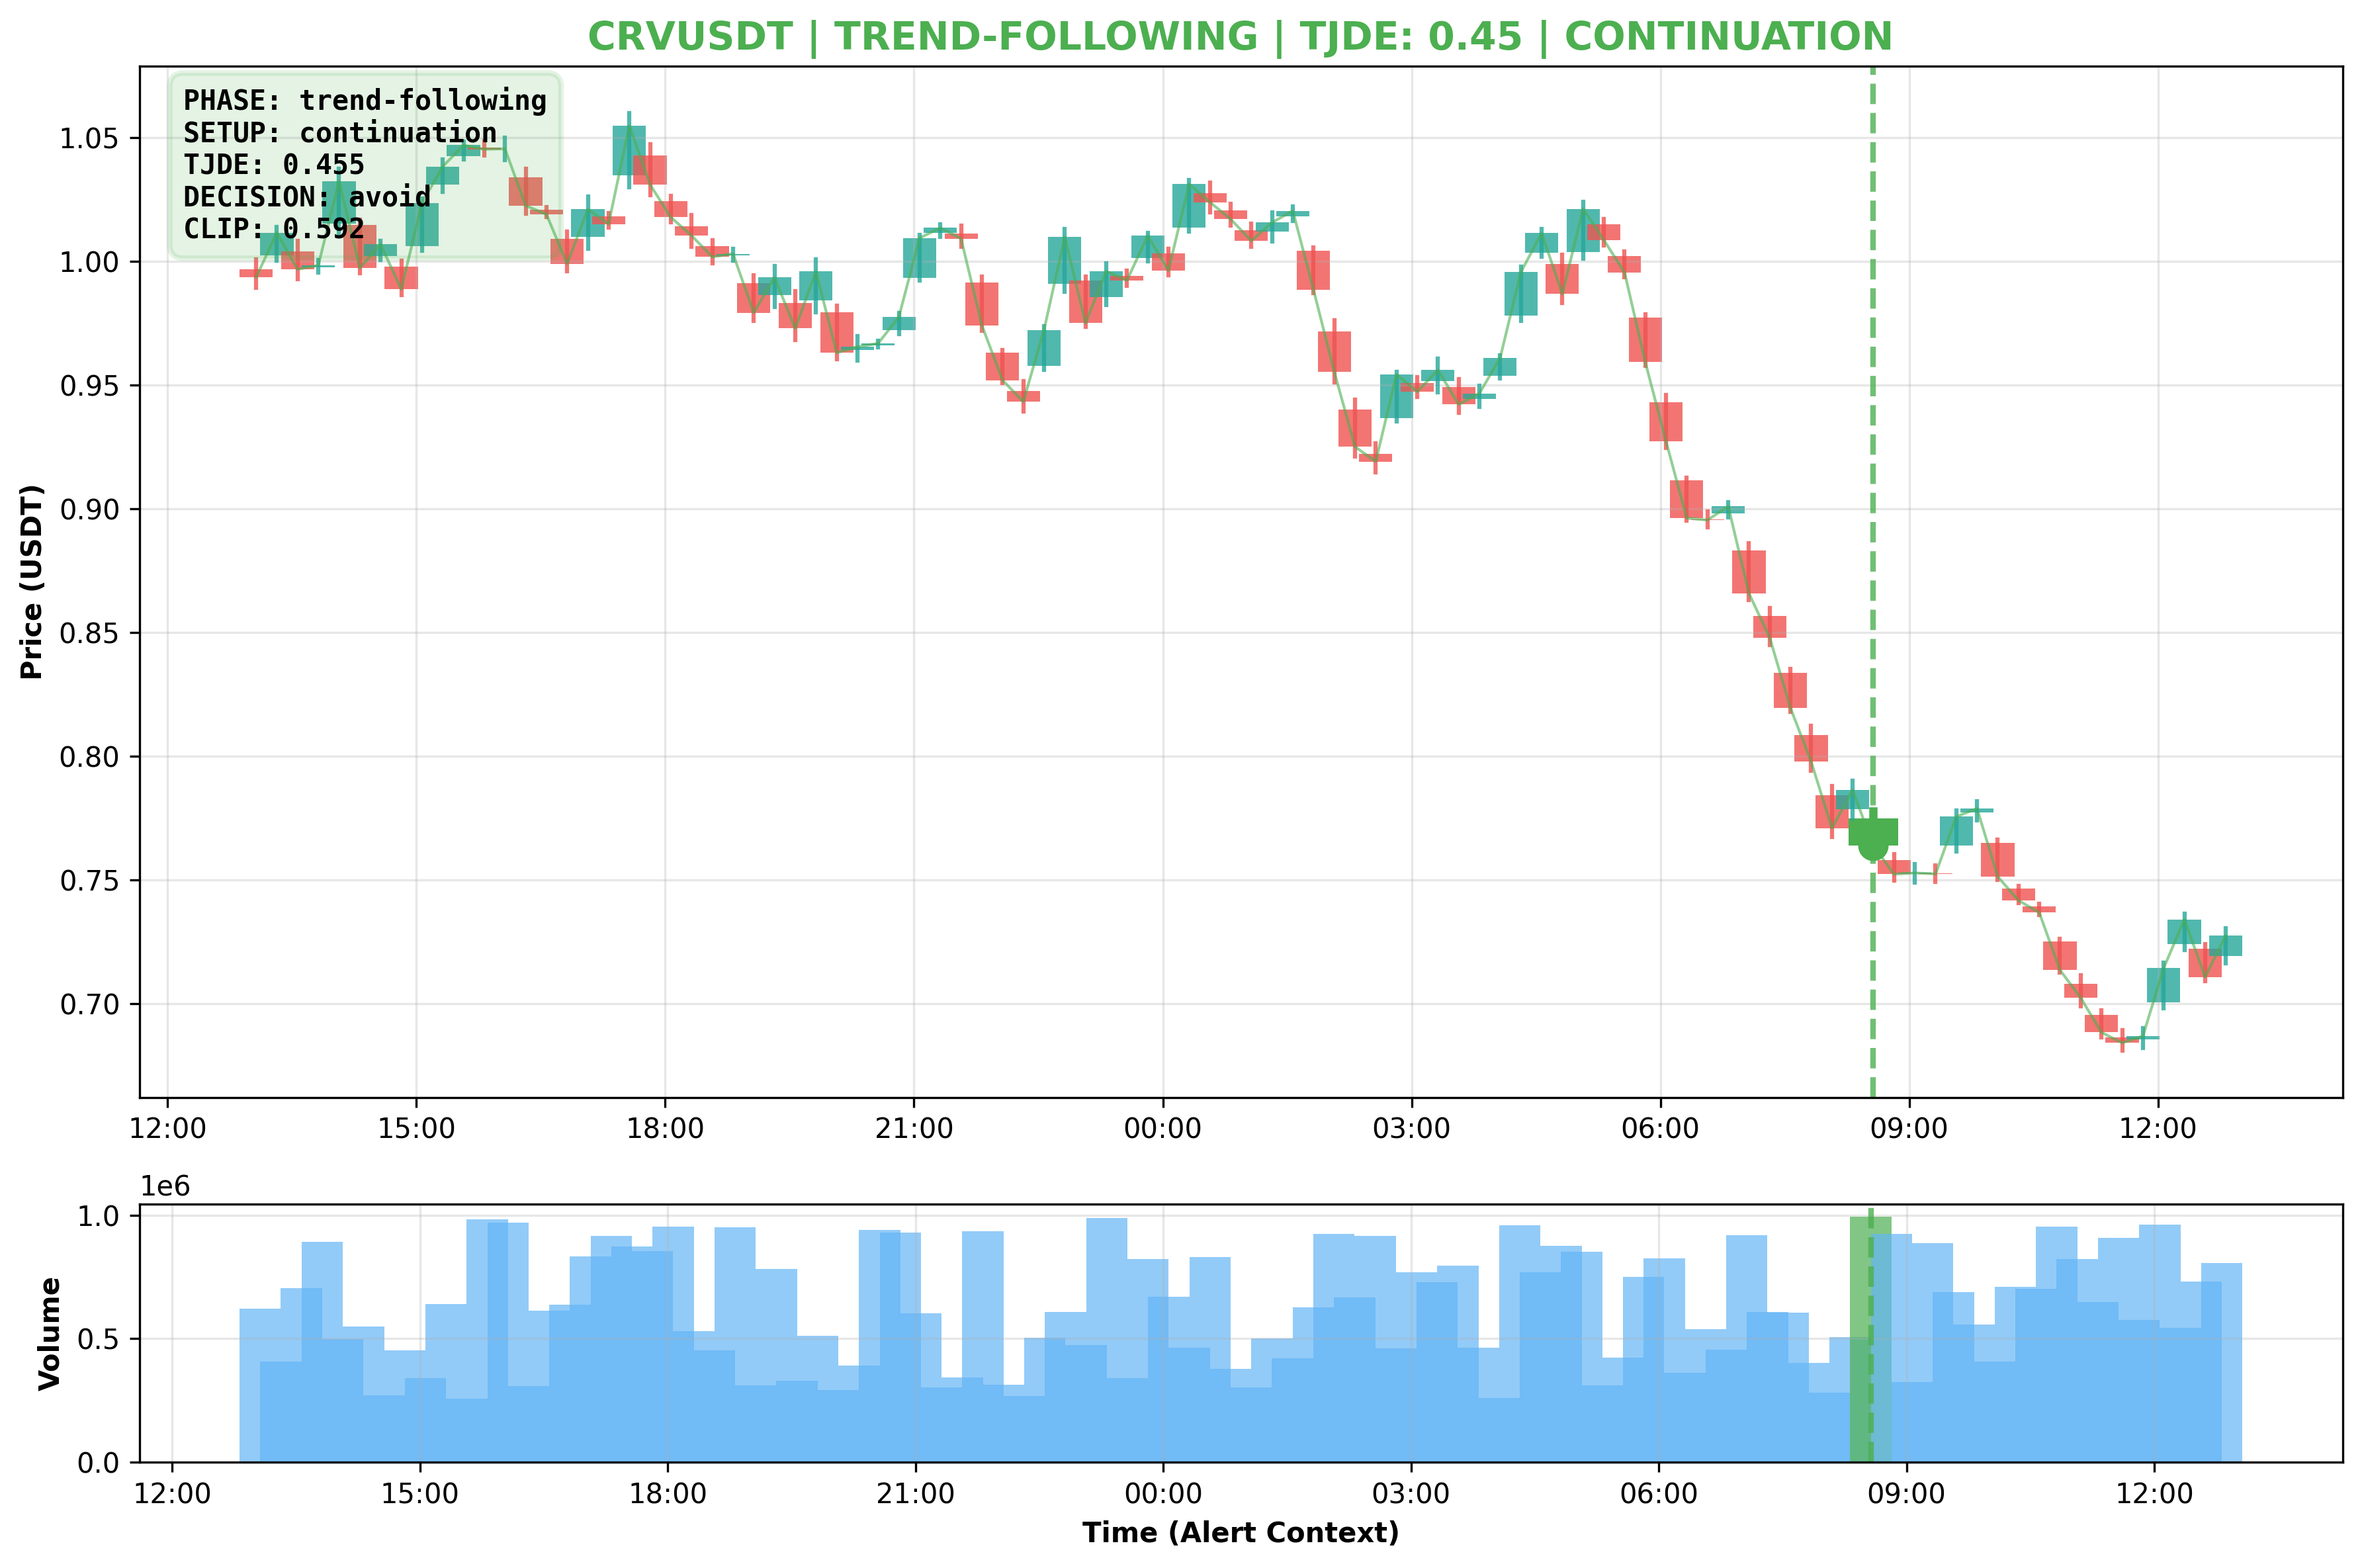 CRVUSDT | TREND-FOLLOWING | TJDE: 0.45 | CONTINUATION
PHASE: trend-following
SETUP: continuation
TJDE: 0.455
DECISION: avoid
CLIP: 0.592
Price (USDT)
1.05
1.00
0.95
0.90
0.85
0.80
0.75
0.70
12:00 15:00 18:00 21:00 00:00 03:00 06:00 09:00 12:00
1e6
Volume
1.0
0.5
0.0
12:00 15:00 18:00 21:00 00:00 03:00 06:00 09:00 12:00
Time (Alert Context)